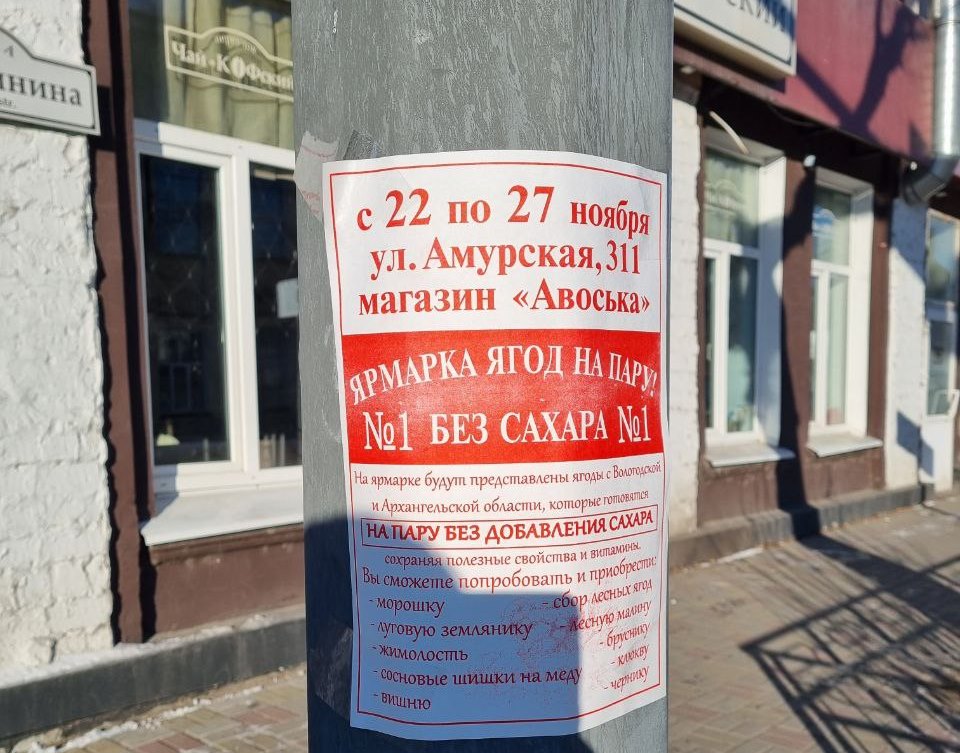 нина
str.
Чай-КОфский
с 22 по 27 ноября
ул. Амурская, 311
магазин «Авоська»
ЯРМАРКА ЯГОД НА ПАРУ!
№1 БЕЗ САХАРА №1
На ярмарке будут представлены ягоды с Вологодской
и Архангельской области, которые готовятся
НА ПАРУ БЕЗ ДОБАВЛЕНИЯ САХАРА
сохраняя полезные свойства и витамины.
Вы сможете попробовать и приобрести:
- морошку
- луговую землянику
- жимолость
- сосновые шишки на меду
- вишню
- сбор лесных ягод
- лесную малину
- бруснику
- клюкву
- чернику